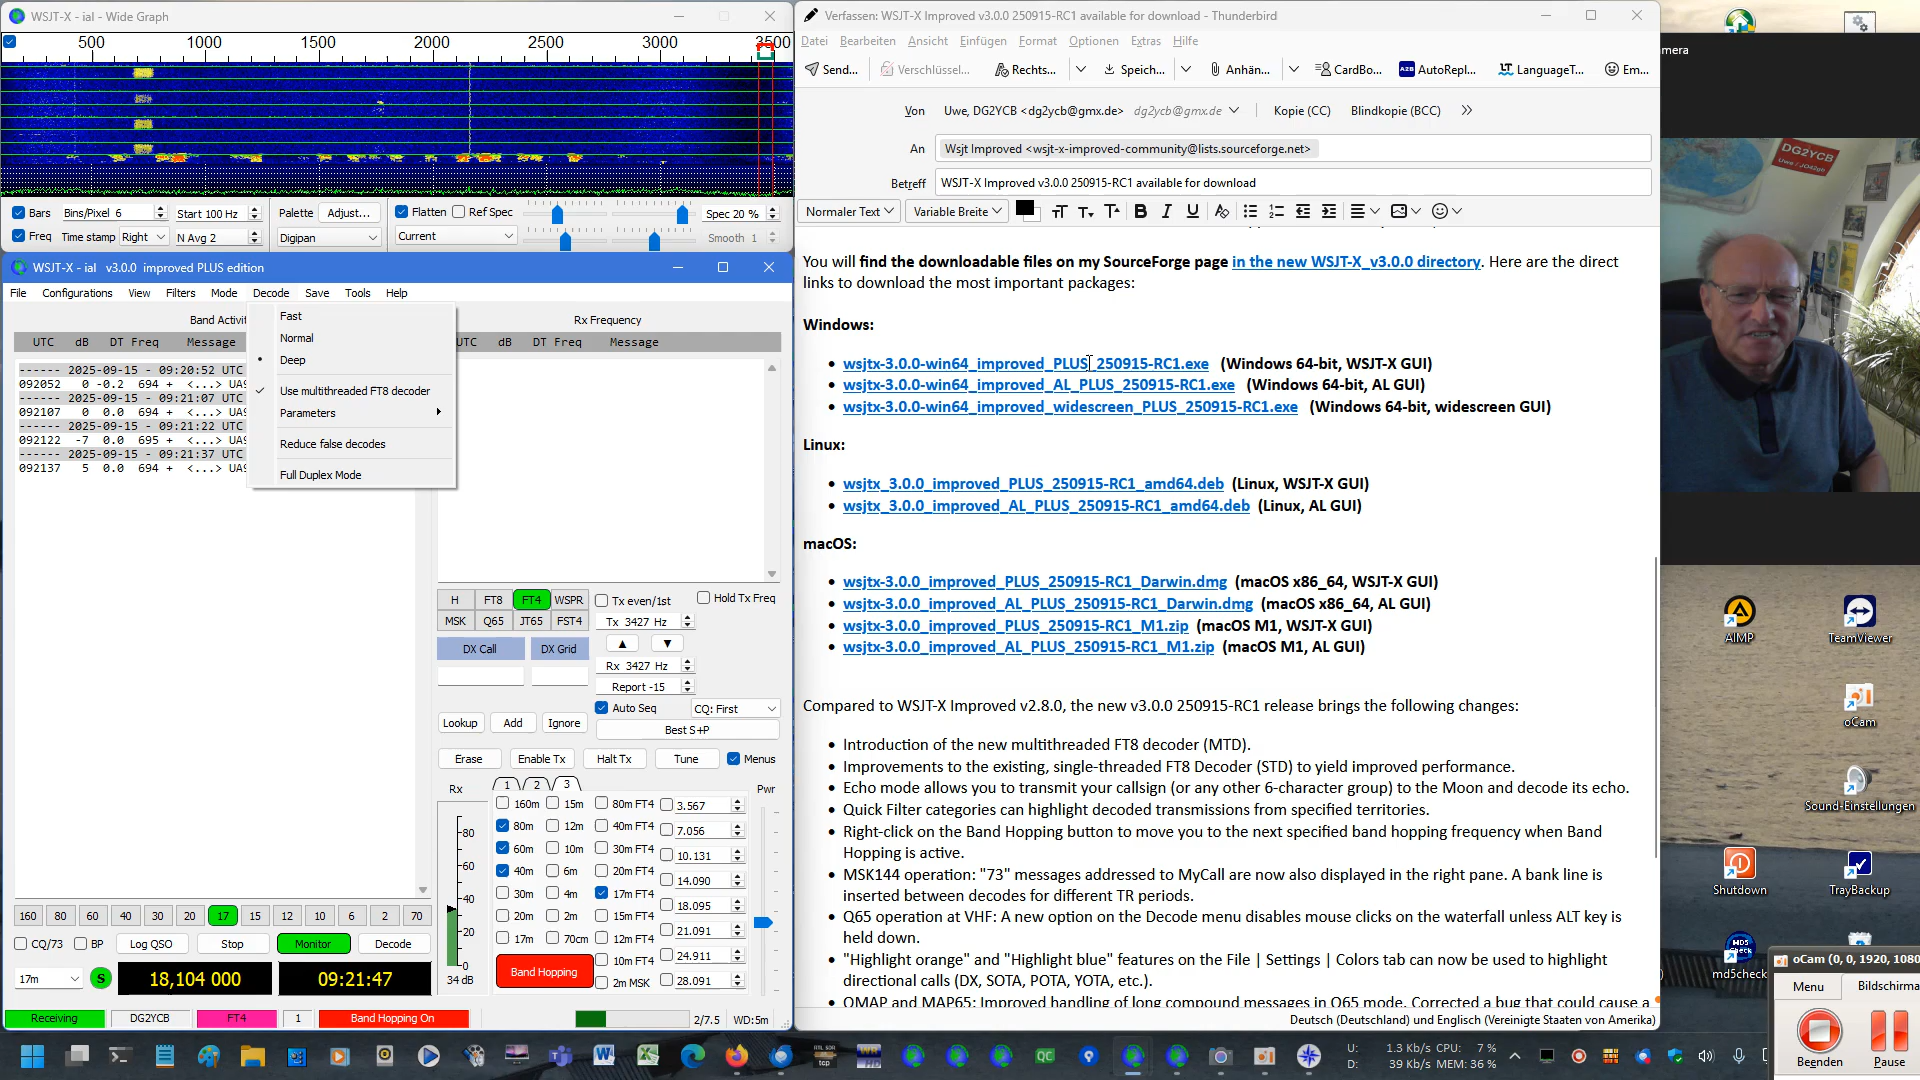 WSJT-X - ial - Wide Graph
500 1000 1500 2000 2500 3000 3500
Bars Bins/Pixel 6 Start 100 Hz Palette Adjust... Flatten Ref Spec Spec 20 %
Freq Time stamp Right N Avg 2 Digipan Current Smooth 1
WSJT-X - ial v3.0.0 improved PLUS edition
File Configurations View Filters Mode Decode Save Tools Help
Fast
Normal
Deep
Use multithreaded FT8 decoder
Parameters
Reduce false decodes
Full Duplex Mode
Band Activit
Rx Frequency
UTC dB DT Freq Message
UTC dB DT Freq Message
------ 2025-09-15 - 09:20:52 UTC
092052 0 -0.2 694 + <...> UA9
------ 2025-09-15 - 09:21:07 UTC
092107 0 0.0 694 + <...> UA9
------ 2025-09-15 - 09:21:22 UTC
092122 -7 0.0 695 + <...> UA9
------ 2025-09-15 - 09:21:37 UTC
092137 5 0.0 694 + <...> UA9
H FT8 FT4 WSPR Tx even/1st Hold Tx Freq
MSK Q65 JT65 FST4 Tx 3427 Hz
DX Call DX Grid
Rx 3427 Hz
Report -15
Auto Seq CQ: First
Lookup Add Ignore Best S+P
Erase Enable Tx Halt Tx Tune Menus
Rx 1 2 3 Pwr
160m 15m 80m FT4 3.567
80m 12m 40m FT4 7.056
60m 10m 30m FT4 10.131
40m 6m 20m FT4 14.090
30m 4m 17m FT4 18.095
20m 2m 15m FT4 21.091
17m 70cm 12m FT4 24.911
Band Hopping 10m FT4 28.091
2m MSK
80
60
40
20
0
34 dB
160 80 60 40 30 20 17 15 12 10 6 2 70
CQ/73 BP Log QSO Stop Monitor Decode
17m S 18,104 000 09:21:47
Receiving DG2YCB FT4 1 Band Hopping On 2/7.5 WD:5m
Verfassen: WSJT-X Improved v3.0.0 250915-RC1 available for download - Thunderbird
Datei Bearbeiten Ansicht Einfügen Format Optionen Extras Hilfe
Send... Verschlüssel... Rechts... Speich... Anhän... CardBo... AutoRepl... LanguageT... Em...
Von Uwe, DG2YCB <dg2ycb@gmx.de> dg2ycb@gmx.de Kopie (CC) Blindkopie (BCC)
An Wsjt Improved <wsjt-x-improved-community@lists.sourceforge.net>
Betreff WSJT-X Improved v3.0.0 250915-RC1 available for download
Normaler Text Variable Breite
You will find the downloadable files on my SourceForge page in the new WSJT-X_v3.0.0 directory. Here are the direct
links to download the most important packages:
Windows:
• wsjtx-3.0.0-win64_improved_PLUS_250915-RC1.exe (Windows 64-bit, WSJT-X GUI)
• wsjtx-3.0.0-win64_improved_AL_PLUS_250915-RC1.exe (Windows 64-bit, AL GUI)
• wsjtx-3.0.0-win64_improved_widescreen_PLUS_250915-RC1.exe (Windows 64-bit, widescreen GUI)
Linux:
• wsjtx_3.0.0_improved_PLUS_250915-RC1_amd64.deb (Linux, WSJT-X GUI)
• wsjtx_3.0.0_improved_AL_PLUS_250915-RC1_amd64.deb (Linux, AL GUI)
macOS:
• wsjtx-3.0.0_improved_PLUS_250915-RC1_Darwin.dmg (macOS x86_64, WSJT-X GUI)
• wsjtx-3.0.0_improved_AL_PLUS_250915-RC1_Darwin.dmg (macOS x86_64, AL GUI)
• wsjtx-3.0.0_improved_PLUS_250915-RC1_M1.zip (macOS M1, WSJT-X GUI)
• wsjtx-3.0.0_improved_AL_PLUS_250915-RC1_M1.zip (macOS M1, AL GUI)
Compared to WSJT-X Improved v2.8.0, the new v3.0.0 250915-RC1 release brings the following changes:
• Introduction of the new multithreaded FT8 decoder (MTD).
• Improvements to the existing, single-threaded FT8 Decoder (STD) to yield improved performance.
• Echo mode allows you to transmit your callsign (or any other 6-character group) to the Moon and decode its echo.
• Quick Filter categories can highlight decoded transmissions from specified territories.
• Right-click on the Band Hopping button to move you to the next specified band hopping frequency when Band
Hopping is active.
• MSK144 operation: "73" messages addressed to MyCall are now also displayed in the right pane. A bank line is
inserted between decodes for different TR periods.
• Q65 operation at VHF: A new option on the Decode menu disables mouse clicks on the waterfall unless ALT key is
held down.
• "Highlight orange" and "Highlight blue" features on the File | Settings | Colors tab can now be used to highlight
directional calls (DX, SOTA, POTA, YOTA, etc.).
• QMAP and MAP65: Improved handling of long compound messages in Q65 mode. Corrected a bug that could cause a
Deutsch (Deutschland) und Englisch (Vereinigte Staaten von Amerika)
amera
DG2YCB
Uwe / JO42gb
AIMP
TeamViewer
oCam
Sound-Einstellungen
Shutdown
TrayBackup
MD5 Check
md5check
oCam (0, 0, 1920, 1080
Menu Bildschirma
Beenden Pause
QC
U: 1.3 Kb/s CPU: 7 %
D: 39 Kb/s MEM: 36 %